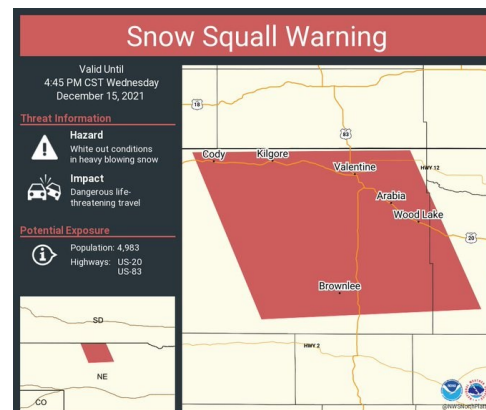 Snow Squall Warning
Valid Until
4:45 PM CST Wednesday
December 15, 2021
Threat Information
Hazard
White out conditions
in heavy blowing snow
Impact
Dangerous life-
threatening travel
Potential Exposure
Population: 4,983
Highways: US-20
US-83
SD
NE
CO
18
83
Cody
Kilgore
Valentine
HWY 12
Arabia
Wood Lake
20
Brownlee
HWY 2